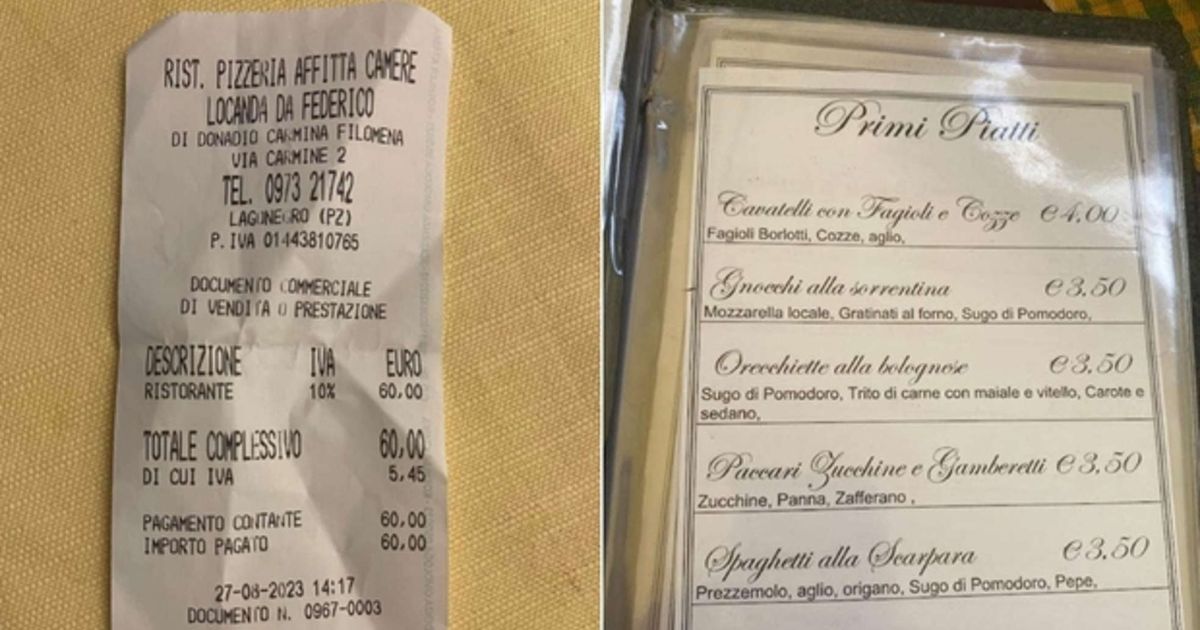 RIST. PIZZERIA AFFITTA CAMERE
LOCANDA DA FEDERICO
DI DONADIO CARMINA FILOMENA
VIA CARMINE 2
TEL. 0973 21742
LAGONEGRO (PZ)
P. IVA 01443810765
DOCUMENTO COMMERCIALE
DI VENDITA O PRESTAZIONE
DESCRIZIONE IVA EURO
RISTORANTE 10% 60,00
TOTALE COMPLESSIVO 60,00
DI CUI IVA 5,45
PAGAMENTO CONTANTE 60,00
IMPORTO PAGATO 60,00
27-08-2023 14:17
DOCUMENTO N. 0967-0003
Primi Piatti
Cavatelli con Fagioli e Cozze €4.00
Fagioli Borlotti, Cozze, aglio,
Gnocchi alla sorrentina €3.50
Mozzarella locale, Gratinati al forno, Sugo di Pomodoro,
Orecchiette alla bolognese €3.50
Sugo di Pomodoro, Trito di carne con maiale e vitello, Carote e
sedano,
Paccari Zucchine e Gamberetti €3.50
Zucchine, Panna, Zafferano ,
Spaghetti alla Scarpara €3.50
Prezzemolo, aglio, origano, Sugo di Pomodoro, Pepe,